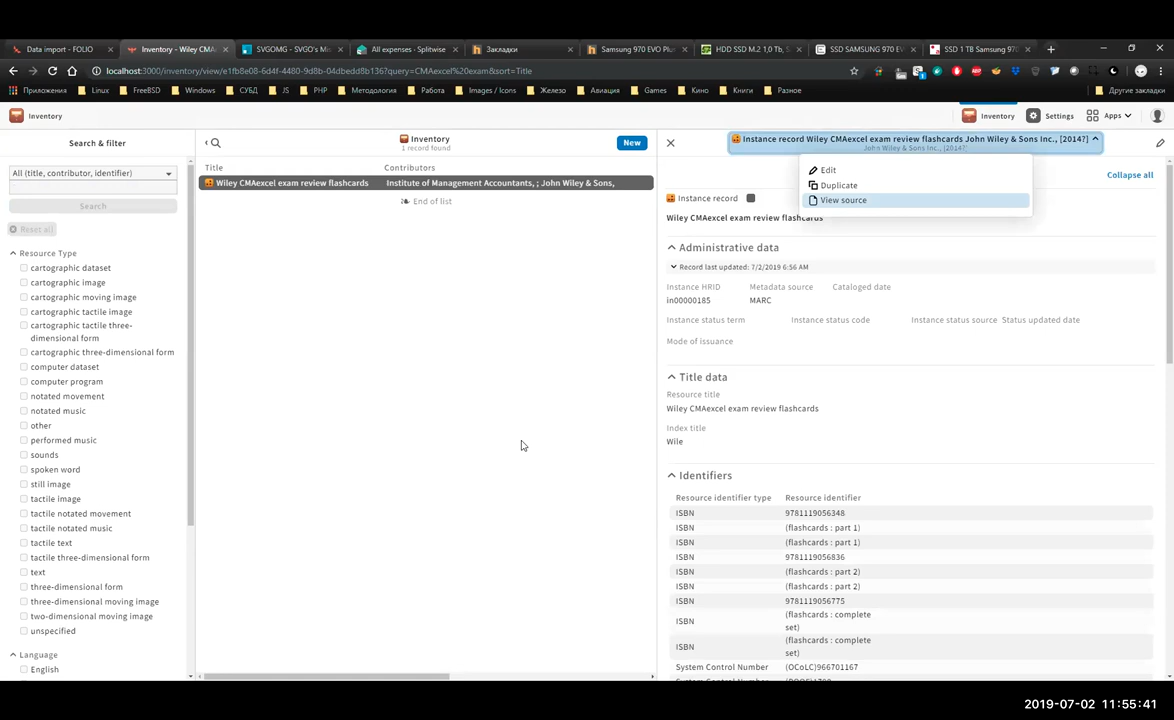 Data import - FOLIO
Inventory - Wiley CMA
SVGOMG - SVGO's Mis
All expenses - Splitwise
Закладки
Samsung 970 EVO Plu
HDD SSD M.2 1,0 Tb, S
SSD SAMSUNG 970 EV
SSD 1 TB Samsung 970
localhost:3000/inventory/view/e1fb8e08-6d4f-4480-9d8b-04dbedd8b136?query=CMAexcel%20exam&sort=Title
Приложения
Linux
FreeBSD
Windows
СУБД
JS
PHP
Методология
Работа
Images / Icons
Железо
Авиация
Games
Кино
Книги
Разное
Другие закладки
Inventory
Inventory
Settings
Apps
Search & filter
Inventory
1 record found
New
Instance record Wiley CMAexcel exam review flashcards John Wiley & Sons Inc., [2014?]
John Wiley & Sons Inc., [2014?]
All (title, contributor, identifier)
Search
Reset all
Resource Type
cartographic dataset
cartographic image
cartographic moving image
cartographic tactile image
cartographic tactile three-
dimensional form
cartographic three-dimensional form
computer dataset
computer program
notated movement
notated music
other
performed music
sounds
spoken word
still image
tactile image
tactile notated movement
tactile notated music
tactile text
tactile three-dimensional form
text
three-dimensional form
three-dimensional moving image
two-dimensional moving image
unspecified
Language
English
Title
Contributors
Wiley CMAexcel exam review flashcards
Institute of Management Accountants, ; John Wiley & Sons,
End of list
Edit
Duplicate
View source
Collapse all
Instance record
Wiley CMAexcel exam review flashcards
Administrative data
Record last updated: 7/2/2019 6:56 AM
Instance HRID
Metadata source
Cataloged date
in00000185
MARC
Instance status term
Instance status code
Instance status source
Status updated date
Mode of issuance
Title data
Resource title
Wiley CMAexcel exam review flashcards
Index title
Wile
Identifiers
Resource identifier type
Resource identifier
ISBN
9781119056348
ISBN
(flashcards : part 1)
ISBN
(flashcards : part 1)
ISBN
9781119056836
ISBN
(flashcards : part 2)
ISBN
(flashcards : part 2)
ISBN
9781119056775
ISBN
(flashcards : complete
set)
ISBN
(flashcards : complete
set)
System Control Number
(OCoLC)966701167
2019-07-02 11:55:41